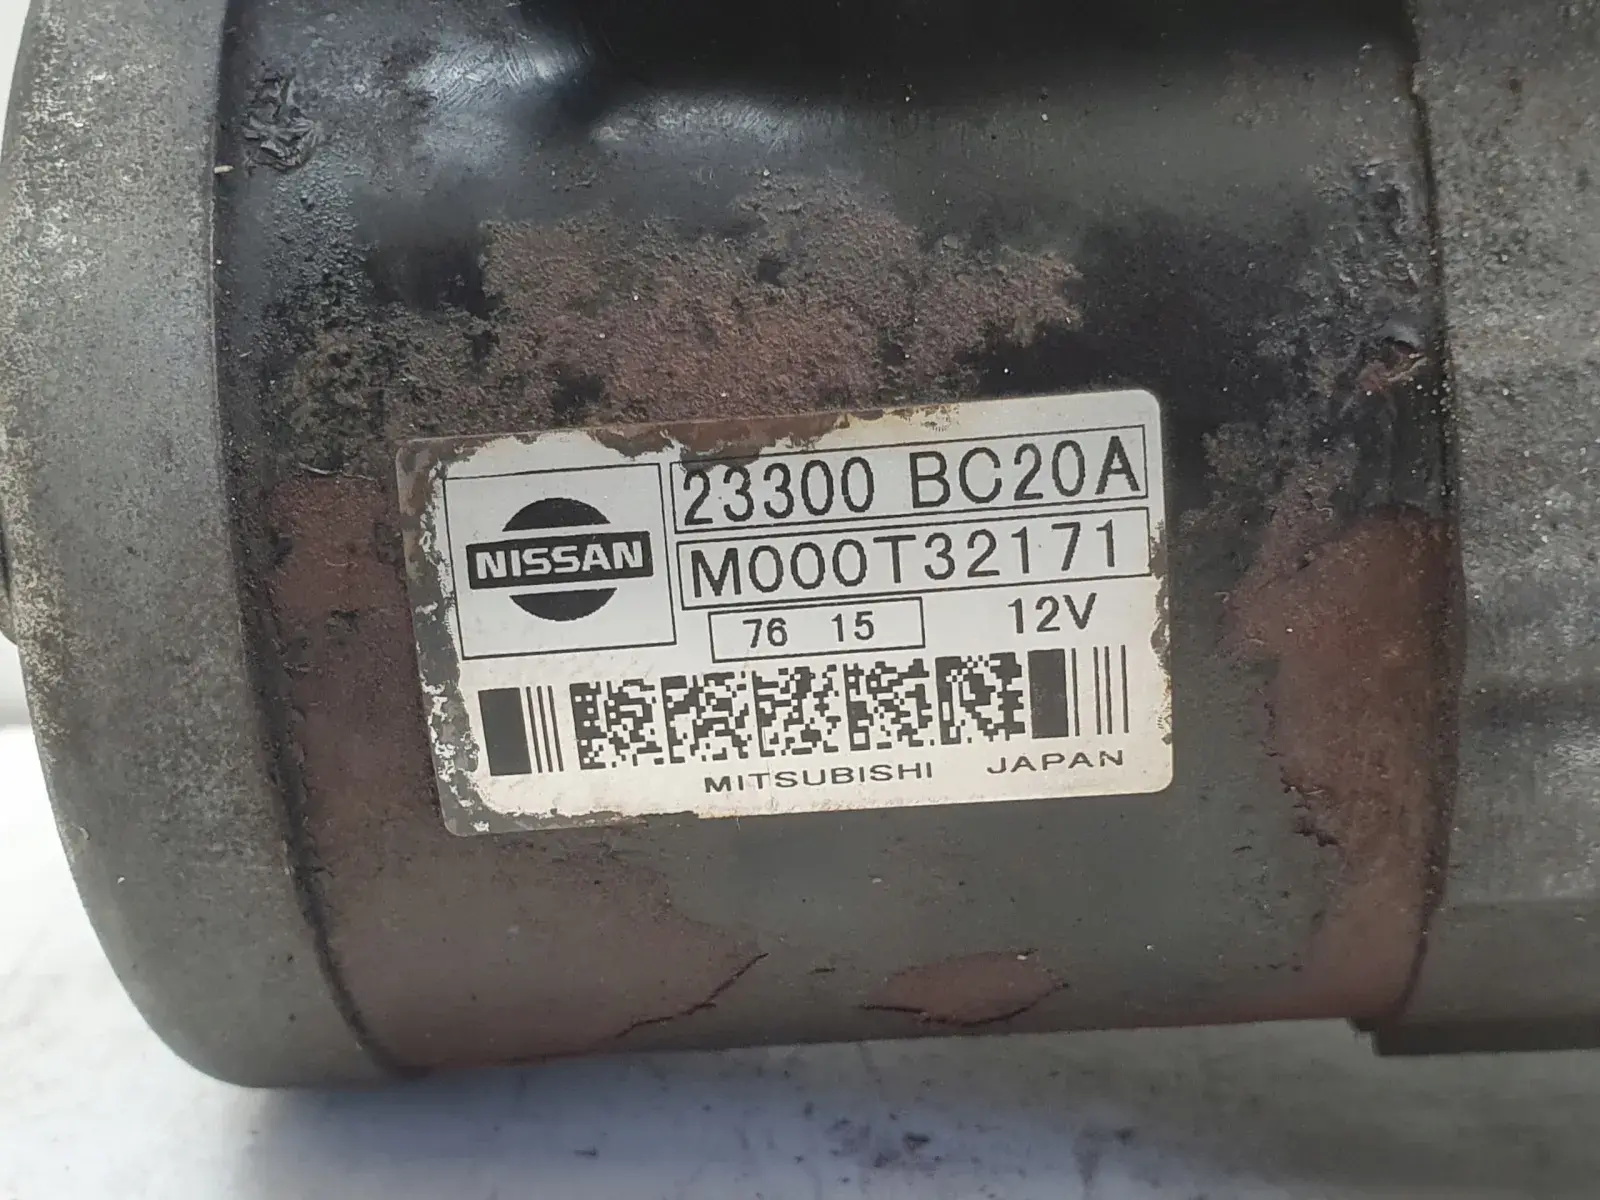 NISSAN
23300 BC20A
M000T32171
76 15 12V
MITSUBISHI JAPAN